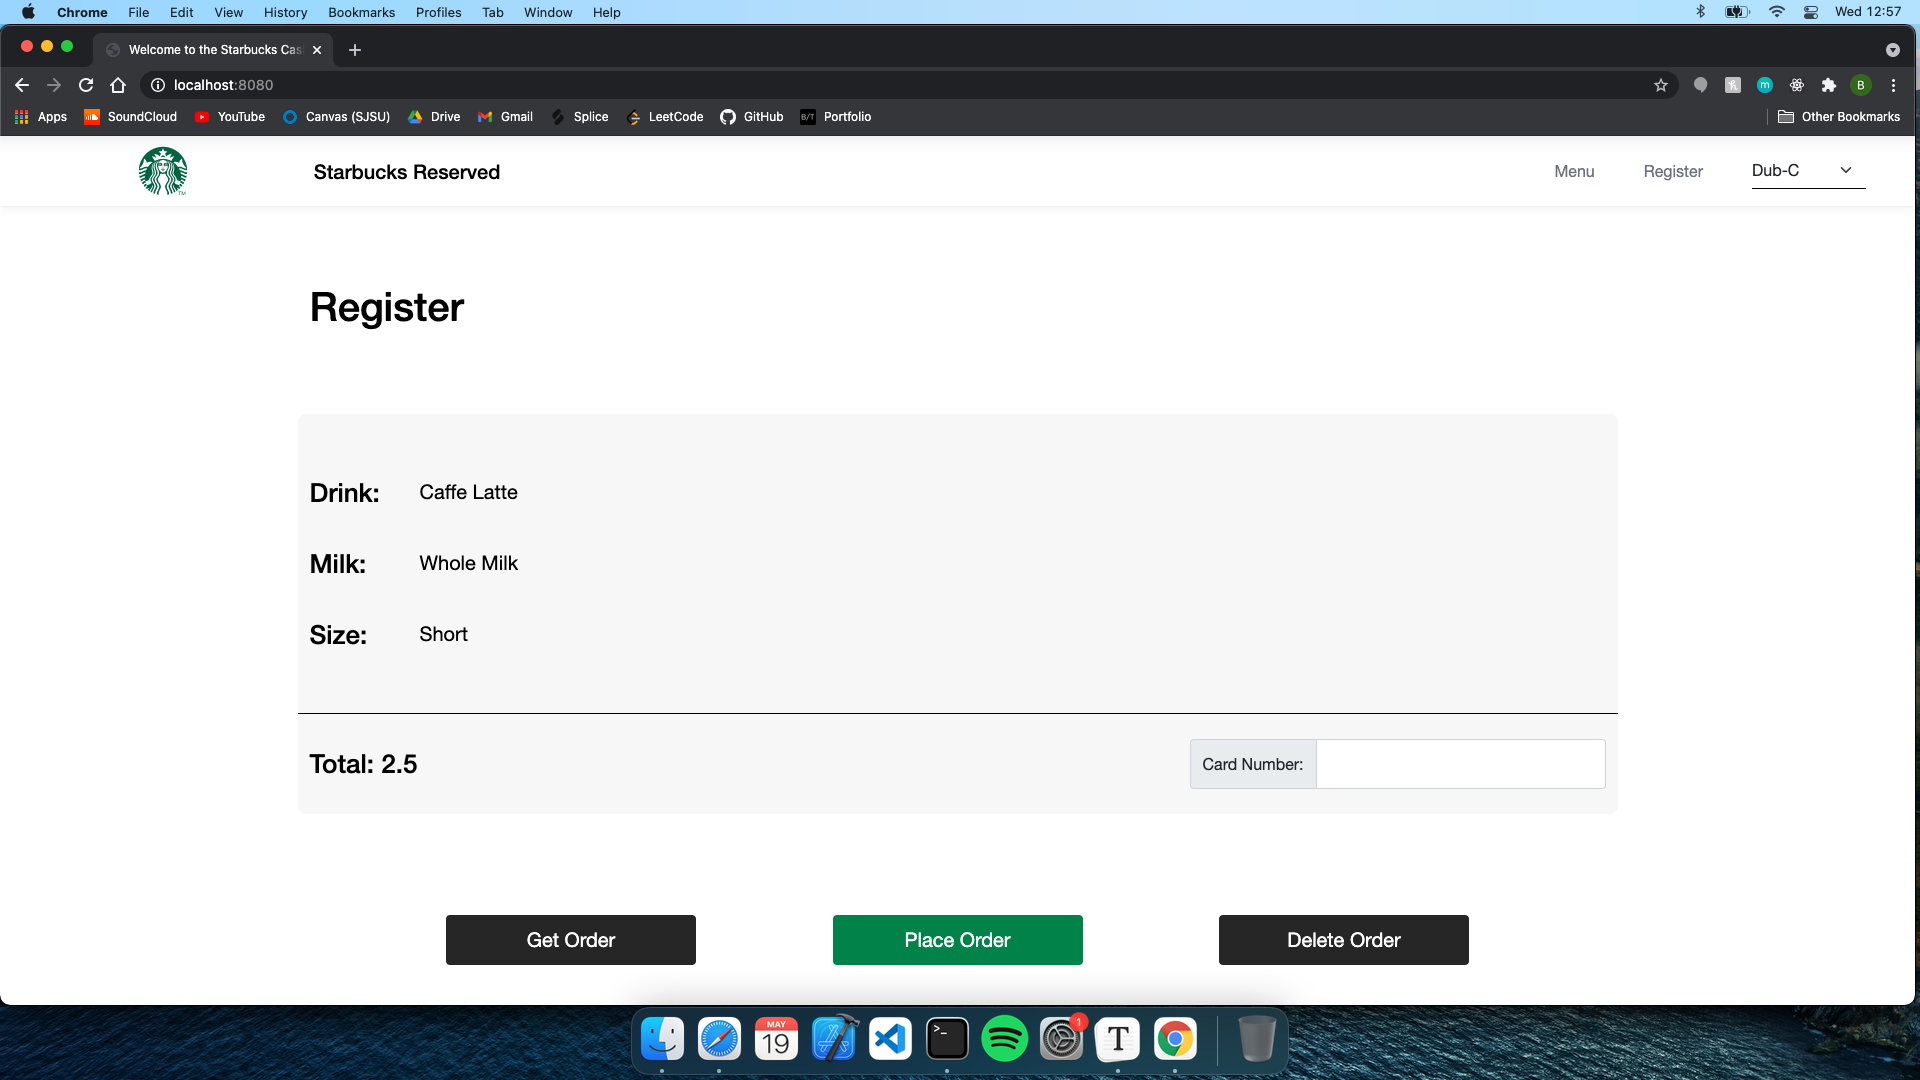 Chrome File Edit View History Bookmarks Profiles Tab Window Help Wed 12:57
Welcome to the Starbucks Cas
localhost:8080 m B
Apps SoundCloud YouTube Canvas (SJSU) Drive Gmail Splice LeetCode GitHub B/T Portfolio Other Bookmarks
TM
Starbucks Reserved Menu Register Dub-C
Register
Drink: Caffe Latte
Milk: Whole Milk
Size: Short
Total: 2.5 Card Number:
Get Order Place Order Delete Order
MAY
19
>_
1
T